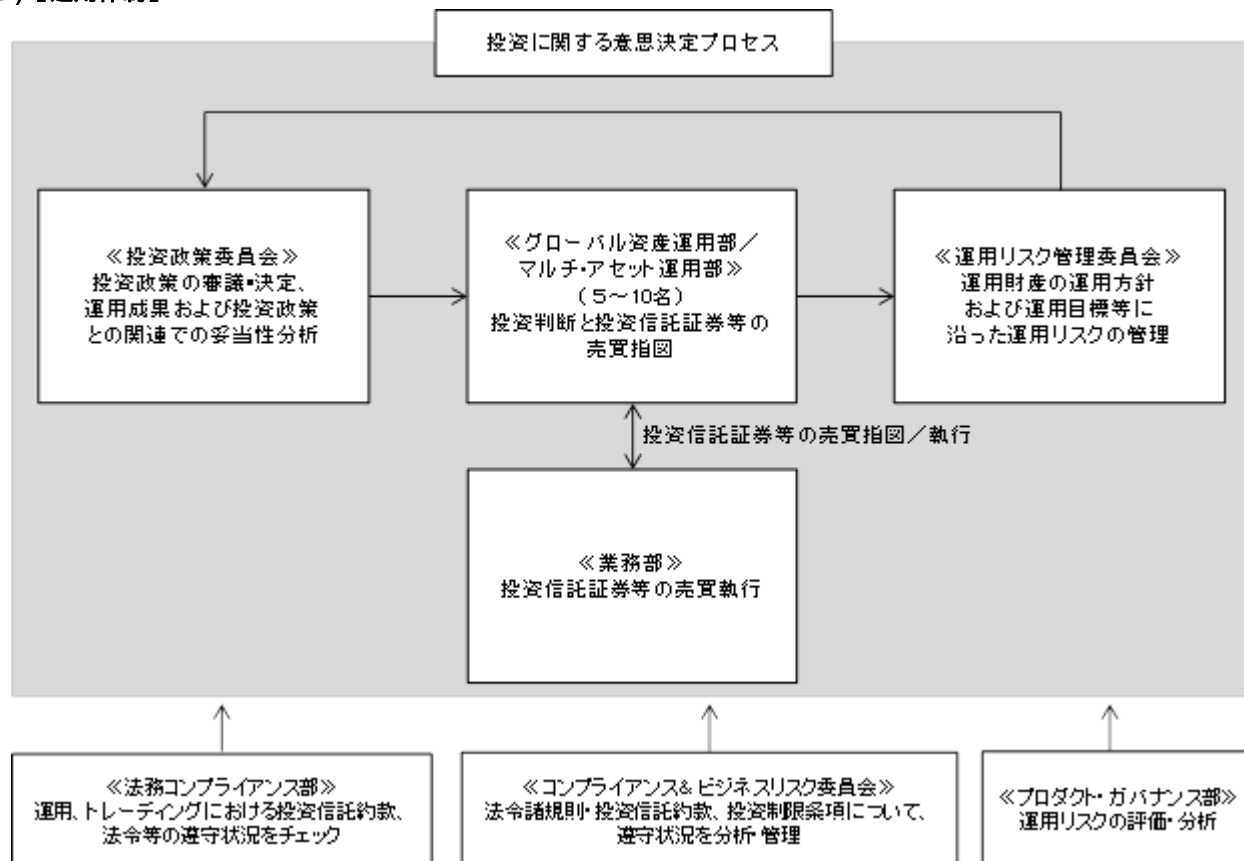 投資に関する意思決定プロセス
≪投資政策委員会≫
投資政策の審議・決定、
運用成果および投資政策
との関連での妥当性分析
≪グローバル資産運用部／
マルチ・アセット運用部≫
（5～10名）
投資判断と投資信託証券等の
売買指図
≪運用リスク管理委員会≫
運用財産の運用方針
および運用目標等に
沿った運用リスクの管理
投資信託証券等の売買指図／執行
≪業務部≫
投資信託証券等の売買執行
≪法務コンプライアンス部≫
運用、トレーディングにおける投資信託約款、
法令等の遵守状況をチェック
≪コンプライアンス& ビジネスリスク委員会≫
法令諸規則・投資信託約款、投資制限条項について、
遵守状況を分析・管理
≪プロダクト・ガバナンス部≫
運用リスクの評価・分析